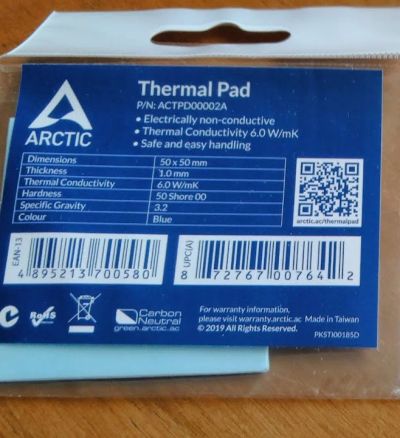 Thermal Pad
P/N: ACTPD00002A
• Electrically non-conductive
• Thermal Conductivity 6.0 W/mK
• Safe and easy handling
ARCTIC
Dimensions 50 x 50 mm
Thickness 1.0 mm
Thermal Conductivity 6.0 W/mK
Hardness 50 Shore 00
Specific Gravity 3.2
Colour Blue
arctic.ac/thermalpad
EAN-13
4 895213 700580
UPC(A)
8 72767 00764 2
RoHS
Carbon
Neutral
green.arctic.ac
For warranty information,
please visit warranty.arctic.ac Made in Taiwan
© 2019 All Rights Reserved.
PKSTI00185D